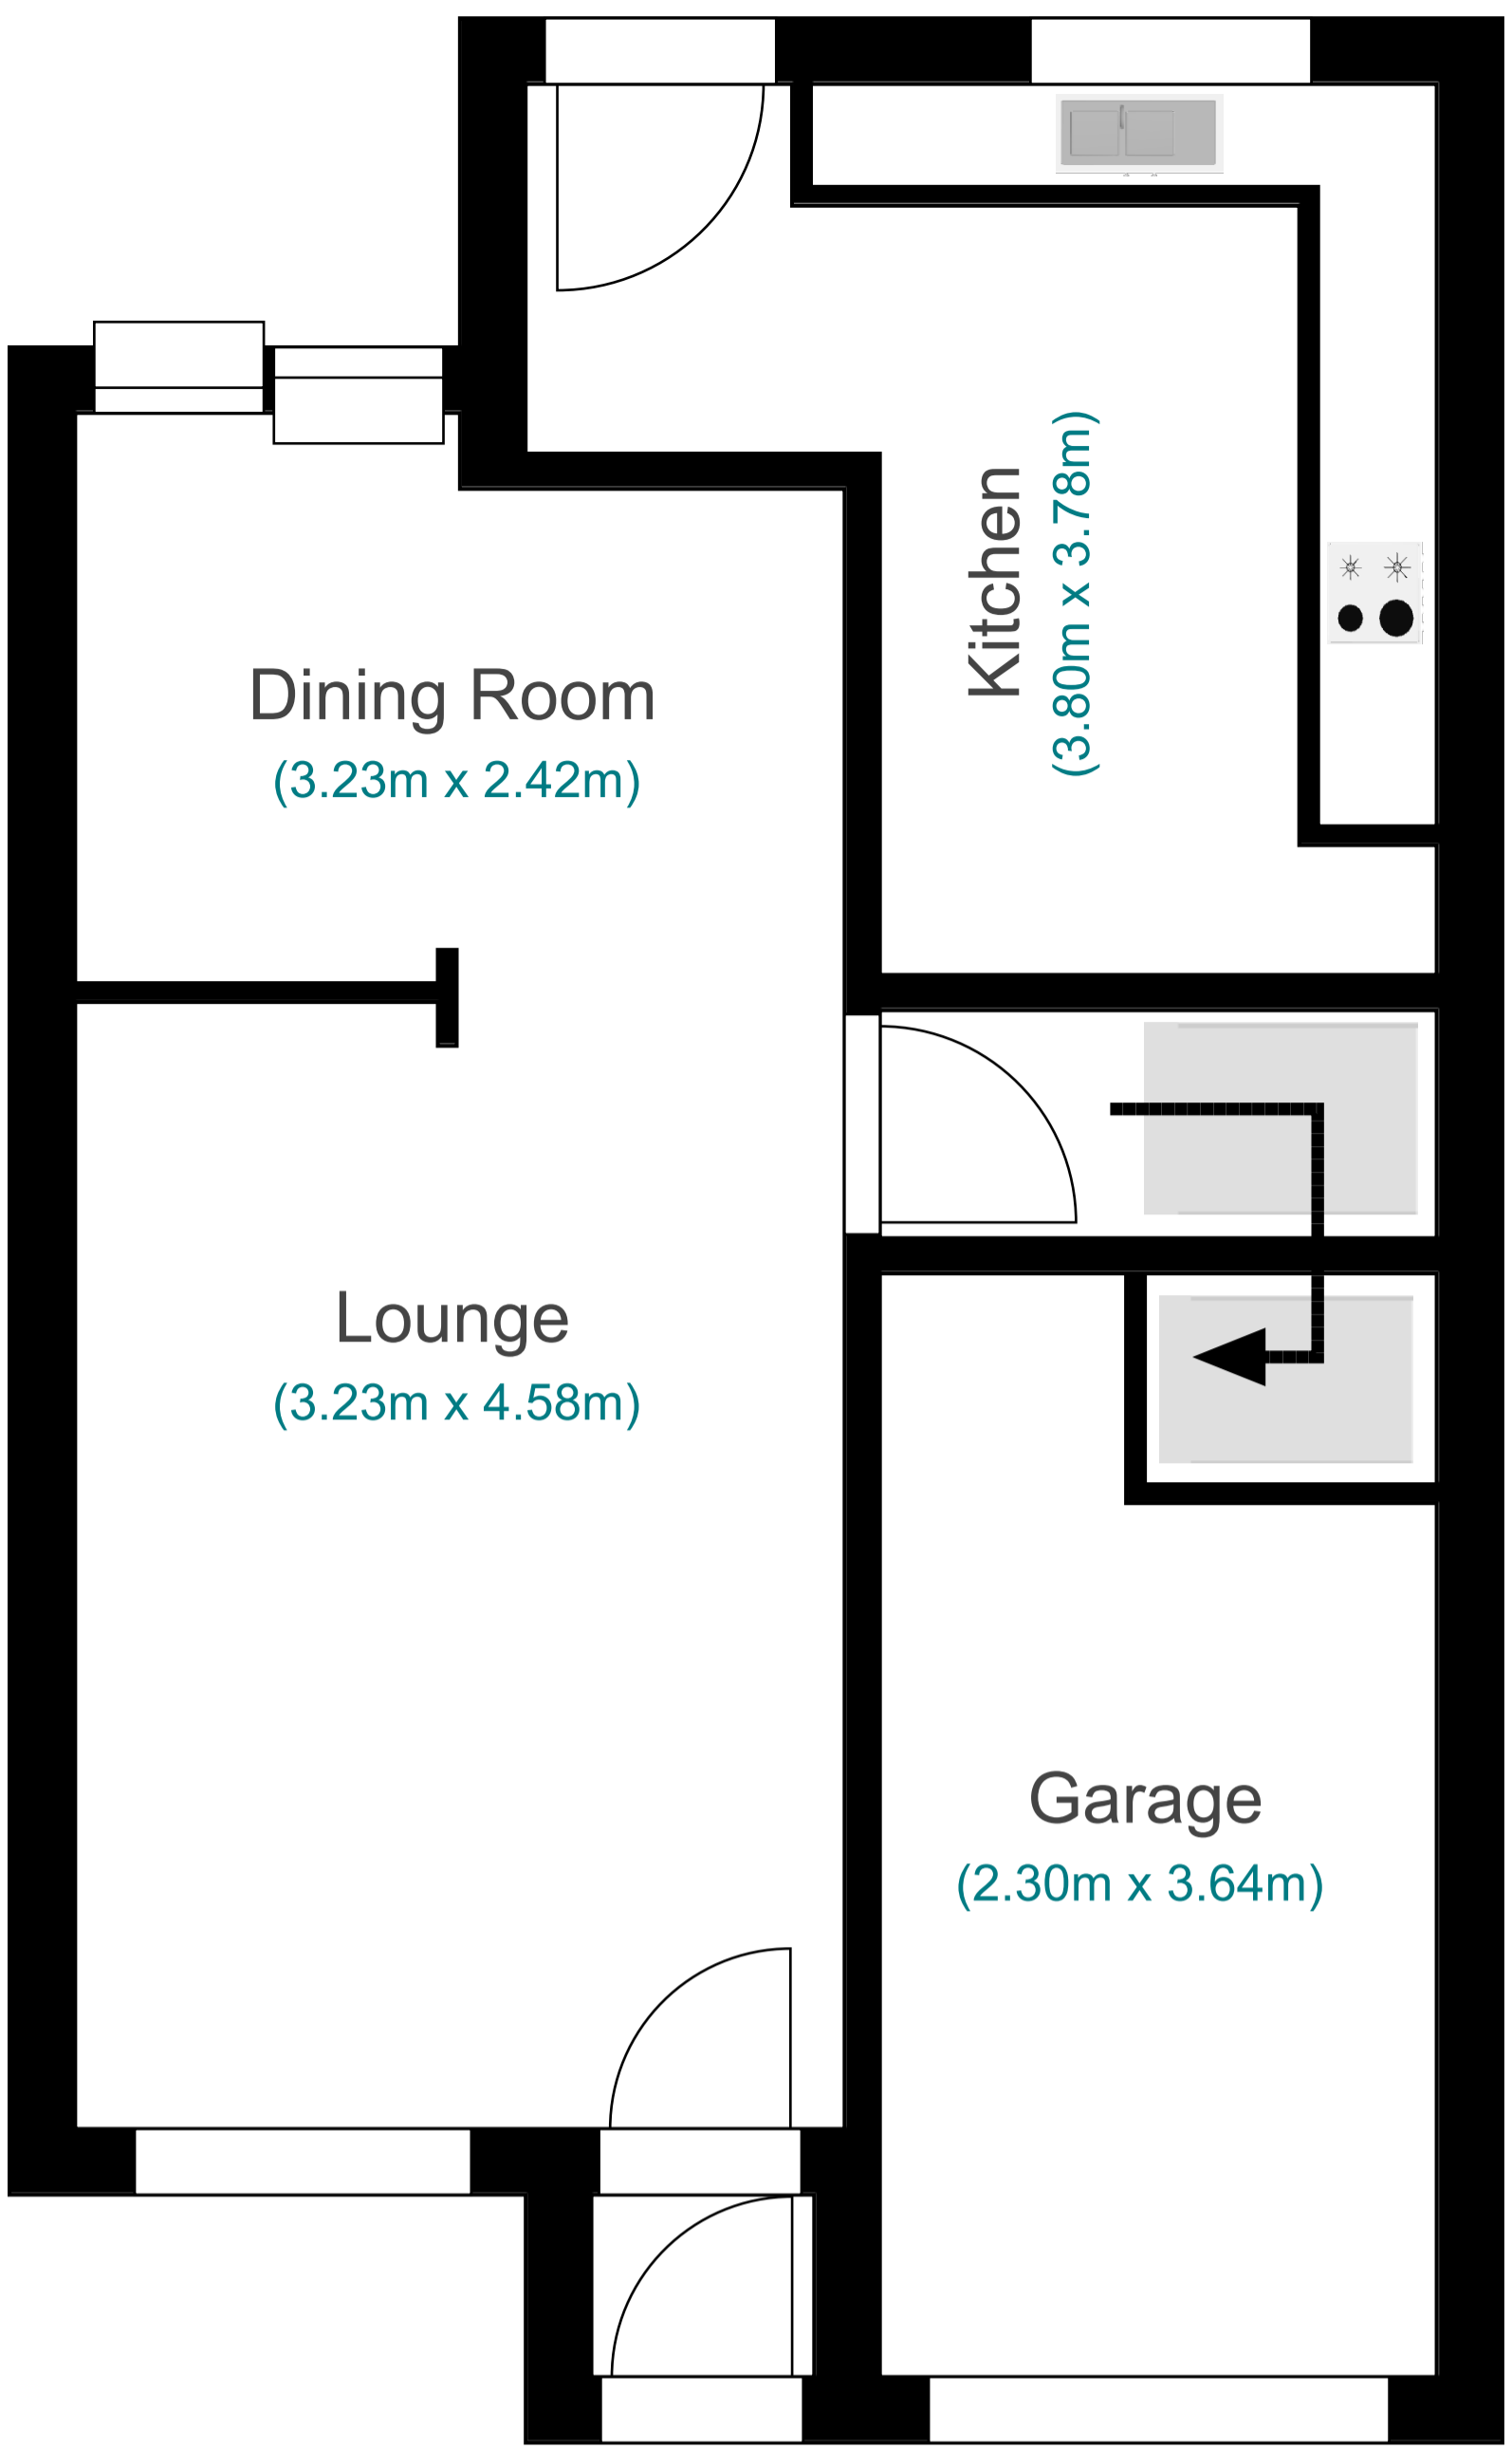 Kitchen
(3.80m x 3.78m)
Dining Room
(3.23m x 2.42m)
Lounge
(3.23m x 4.58m)
Garage
(2.30m x 3.64m)